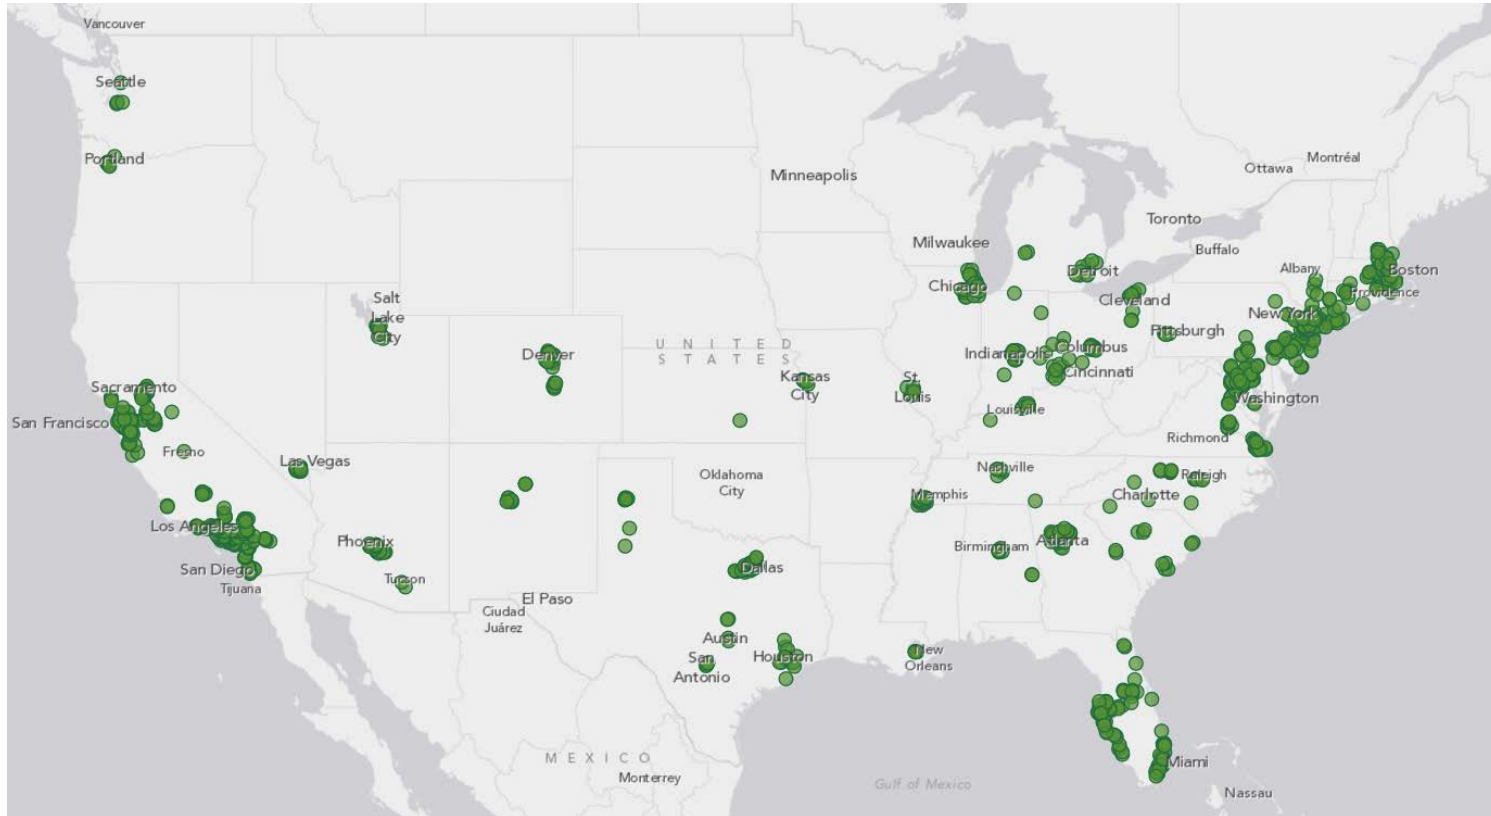 Vancouver
Seattle
Portland
Minneapolis
Ottawa
Montréal
Toronto
Milwaukee
Buffalo
Detroit
Albany
Boston
Chicago
Providence
Cleveland
Salt
Lake
City
New York
Pittsburgh
UNITED
STATES
Denver
Indianapolis
Columbus
Cincinnati
Kansas
City
St.
Louis
Sacramento
Washington
Louisville
San Francisco
Richmond
Fresno
Las Vegas
Nashville
Raleigh
Oklahoma
City
Memphis
Charlotte
Los Angeles
Phoenix
Birmingham
Atlanta
San Diego
Tijuana
Tucson
Dallas
El Paso
Ciudad
Juárez
Austin
San
Antonio
Houston
New
Orleans
MEXICO
Monterrey
Miami
Gulf of Mexico
Nassau